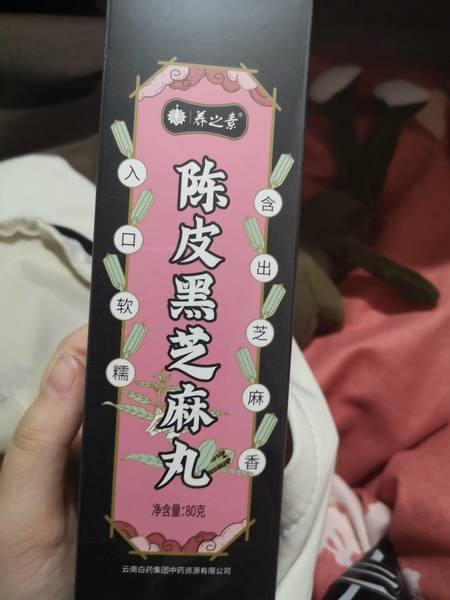 养之素®
陈皮黑芝麻丸
入口软糯
含出芝麻香
净含量:80克
云南白药集团中药资源有限公司